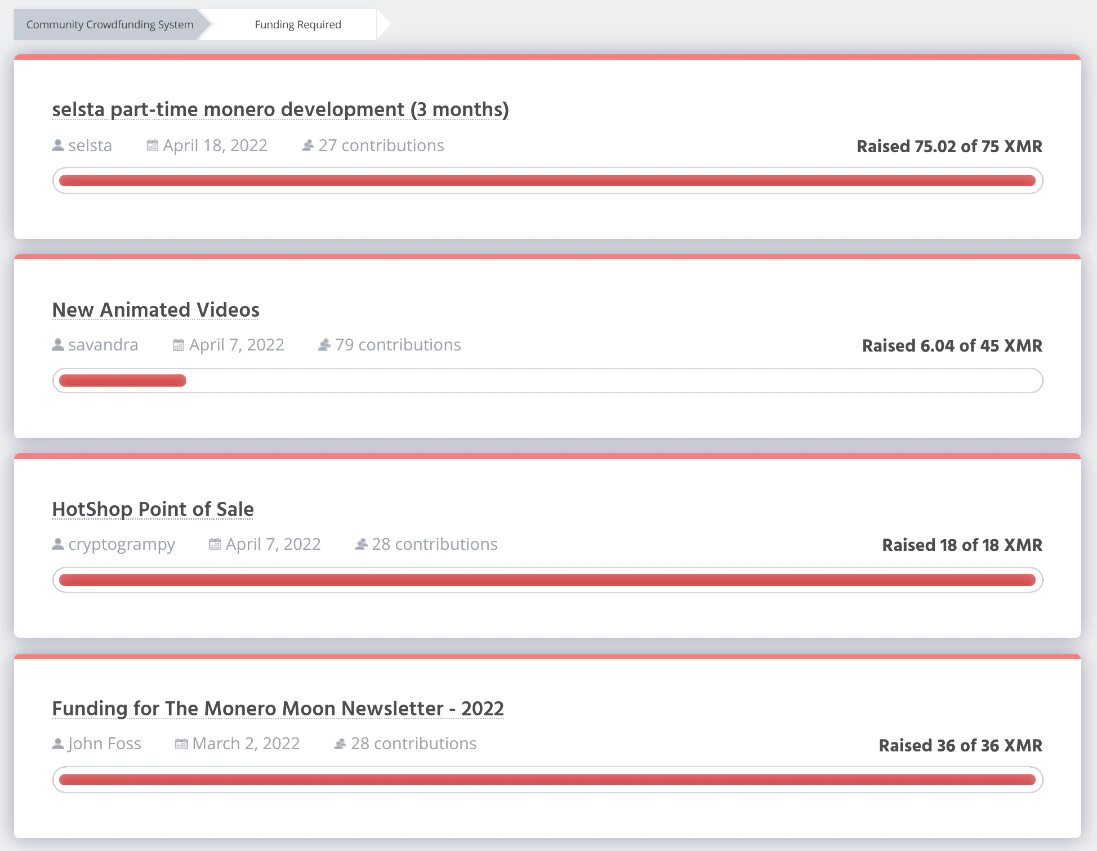 Community Crowdfunding System
Funding Required
selsta part-time monero development (3 months)
selsta April 18, 2022 27 contributions
Raised 75.02 of 75 XMR
New Animated Videos
savandra April 7, 2022 79 contributions
Raised 6.04 of 45 XMR
HotShop Point of Sale
cryptogrampy April 7, 2022 28 contributions
Raised 18 of 18 XMR
Funding for The Monero Moon Newsletter - 2022
John Foss March 2, 2022 28 contributions
Raised 36 of 36 XMR